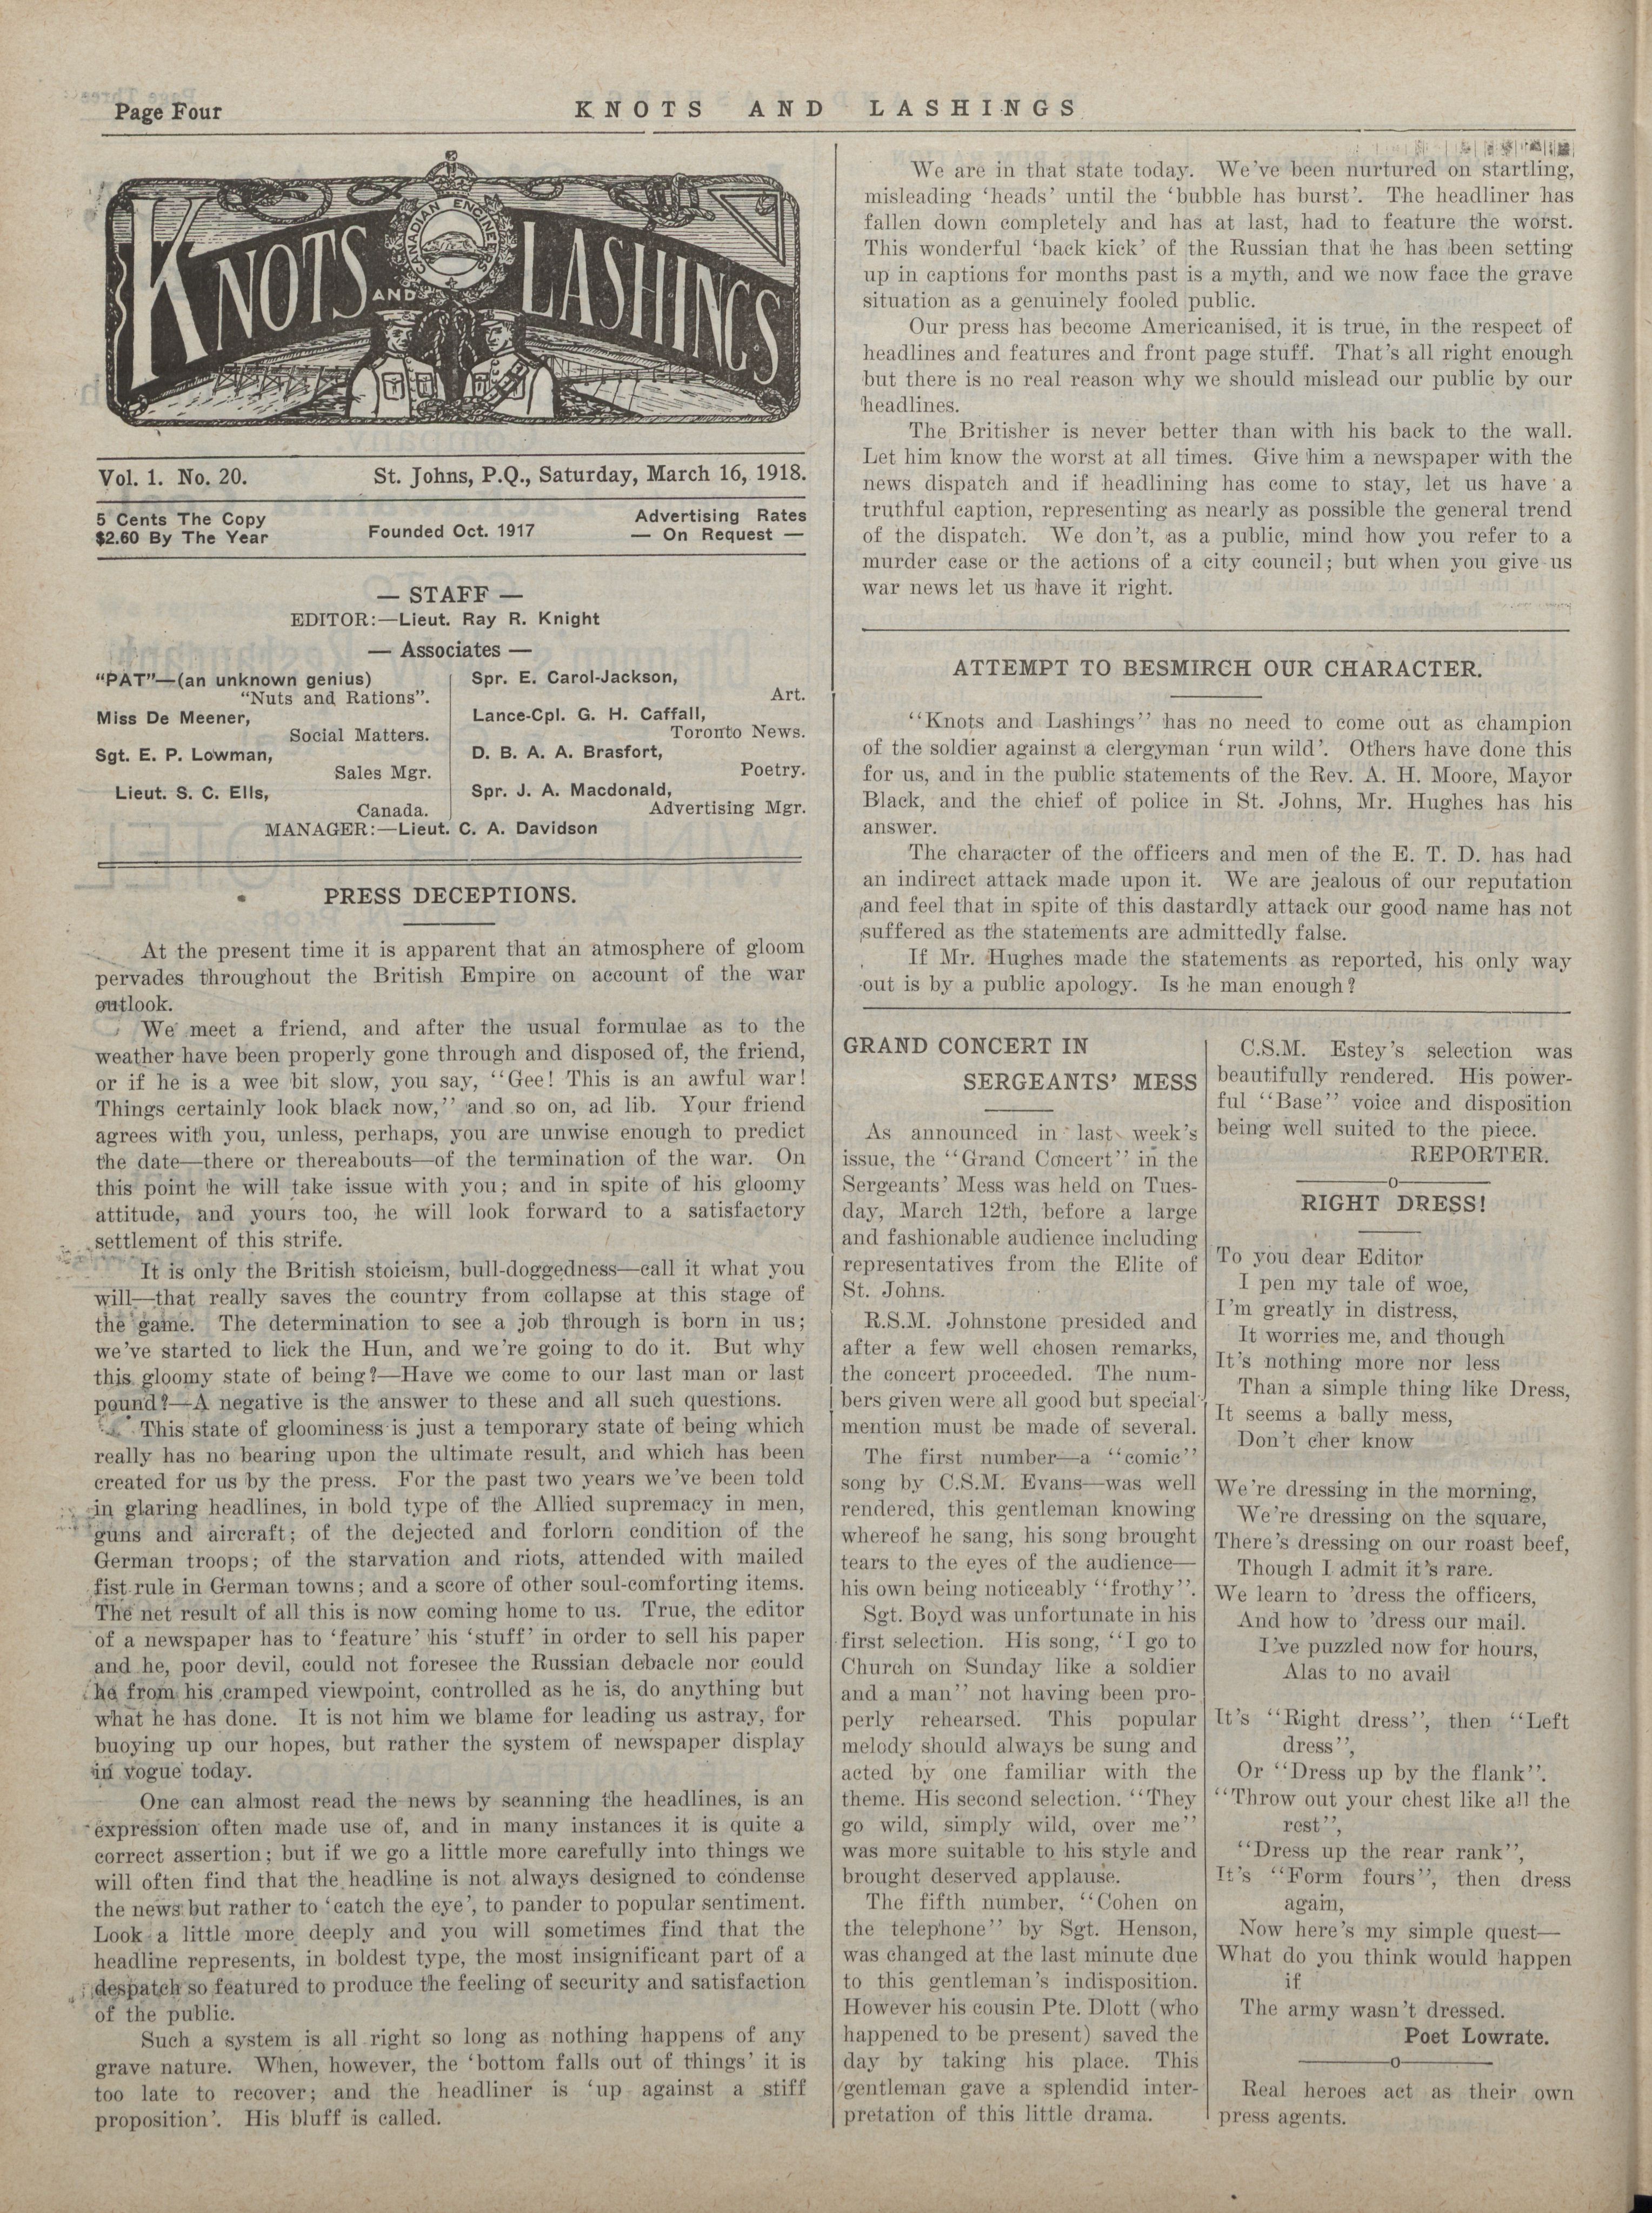 Page Four
KNOTS AND LASHINGS
KNOTS AND LASHINGS
CANADIAN ENGINEERS
Vol. 1. No. 20. St. Johns, P.Q., Saturday, March 16, 1918.
5 Cents The Copy
$2.60 By The Year
Founded Oct. 1917
Advertising Rates
— On Request —
— STAFF —
EDITOR:—Lieut. Ray R. Knight
— Associates —
"PAT"—(an unknown genius)
"Nuts and Rations".
Miss De Meener,
Social Matters.
Sgt. E. P. Lowman,
Sales Mgr.
Lieut. S. C. Ells,
Canada.
Spr. E. Carol-Jackson,
Art.
Lance-Cpl. G. H. Caffall,
Toronto News.
D. B. A. A. Brasfort,
Poetry.
Spr. J. A. Macdonald,
Advertising Mgr.
MANAGER:—Lieut. C. A. Davidson
PRESS DECEPTIONS.
At the present time it is apparent that an atmosphere of gloom
pervades throughout the British Empire on account of the war
outlook.
We meet a friend, and after the usual formulae as to the
weather have been properly gone through and disposed of, the friend,
or if he is a wee bit slow, you say, "Gee! This is an awful war!
Things certainly look black now," and so on, ad lib. Your friend
agrees with you, unless, perhaps, you are unwise enough to predict
the date—there or thereabouts—of the termination of the war. On
this point he will take issue with you; and in spite of his gloomy
attitude, and yours too, he will look forward to a satisfactory
settlement of this strife.
It is only the British stoicism, bull-doggedness—call it what you
will—that really saves the country from collapse at this stage of
the game. The determination to see a job through is born in us;
we've started to lick the Hun, and we're going to do it. But why
this gloomy state of being?—Have we come to our last man or last
pound?—A negative is the answer to these and all such questions.
This state of gloominess is just a temporary state of being which
really has no bearing upon the ultimate result, and which has been
created for us by the press. For the past two years we've been told
in glaring headlines, in bold type of the Allied supremacy in men,
guns and aircraft; of the dejected and forlorn condition of the
German troops; of the starvation and riots, attended with mailed
fist rule in German towns; and a score of other soul-comforting items.
The net result of all this is now coming home to us. True, the editor
of a newspaper has to 'feature' his 'stuff' in order to sell his paper
and he, poor devil, could not foresee the Russian debacle nor could
he from his cramped viewpoint, controlled as he is, do anything but
what he has done. It is not him we blame for leading us astray, for
buoying up our hopes, but rather the system of newspaper display
in vogue today.
One can almost read the news by scanning the headlines, is an
expression often made use of, and in many instances it is quite a
correct assertion; but if we go a little more carefully into things we
will often find that the headline is not always designed to condense
the news but rather to 'catch the eye', to pander to popular sentiment.
Look a little more deeply and you will sometimes find that the
headline represents, in boldest type, the most insignificant part of a
despatch so featured to produce the feeling of security and satisfaction
of the public.
Such a system is all right so long as nothing happens of any
grave nature. When, however, the 'bottom falls out of things' it is
too late to recover; and the headliner is 'up against a stiff
proposition'. His bluff is called.
We are in that state today. We've been nurtured on startling,
misleading 'heads' until the 'bubble has burst'. The headliner has
fallen down completely and has at last, had to feature the worst.
This wonderful 'back kick' of the Russian that he has been setting
up in captions for months past is a myth, and we now face the grave
situation as a genuinely fooled public.
Our press has become Americanised, it is true, in the respect of
headlines and features and front page stuff. That's all right enough
but there is no real reason why we should mislead our public by our
headlines.
The Britisher is never better than with his back to the wall.
Let him know the worst at all times. Give him a newspaper with the
news dispatch and if headlining has come to stay, let us have a
truthful caption, representing as nearly as possible the general trend
of the dispatch. We don't, as a public, mind how you refer to a
murder case or the actions of a city council; but when you give us
war news let us have it right.
ATTEMPT TO BESMIRCH OUR CHARACTER.
"Knots and Lashings" has no need to come out as champion
of the soldier against a clergyman 'run wild'. Others have done this
for us, and in the public statements of the Rev. A. H. Moore, Mayor
Black, and the chief of police in St. Johns, Mr. Hughes has his
answer.
The character of the officers and men of the E. T. D. has had
an indirect attack made upon it. We are jealous of our reputation
and feel that in spite of this dastardly attack our good name has not
suffered as the statements are admittedly false.
If Mr. Hughes made the statements as reported, his only way
out is by a public apology. Is he man enough?
GRAND CONCERT IN
SERGEANTS' MESS
As announced in last week's
issue, the "Grand Concert" in the
Sergeants' Mess was held on Tues-
day, March 12th, before a large
and fashionable audience including
representatives from the Elite of
St. Johns.
R.S.M. Johnstone presided and
after a few well chosen remarks,
the concert proceeded. The num-
bers given were all good but special
mention must be made of several.
The first number—a "comic"
song by C.S.M. Evans—was well
rendered, this gentleman knowing
whereof he sang, his song brought
tears to the eyes of the audience—
his own being noticeably "frothy".
Sgt. Boyd was unfortunate in his
first selection. His song, "I go to
Church on Sunday like a soldier
and a man" not having been pro-
perly rehearsed. This popular
melody should always be sung and
acted by one familiar with the
theme. His second selection. "They
go wild, simply wild, over me"
was more suitable to his style and
brought deserved applause.
The fifth number, "Cohen on
the telephone" by Sgt. Henson,
was changed at the last minute due
to this gentleman's indisposition.
However his cousin Pte. Dlott (who
happened to be present) saved the
day by taking his place. This
gentleman gave a splendid inter-
pretation of this little drama.
C.S.M. Estey's selection was
beautifully rendered. His power-
ful "Base" voice and disposition
being well suited to the piece.
REPORTER.
o
RIGHT DRESS!
To you dear Editor
I pen my tale of woe,
I'm greatly in distress,
It worries me, and though
It's nothing more nor less
Than a simple thing like Dress,
It seems a bally mess,
Don't cher know
We're dressing in the morning,
We're dressing on the square,
There's dressing on our roast beef,
Though I admit it's rare.
We learn to 'dress the officers,
And how to 'dress our mail.
I've puzzled now for hours,
Alas to no avail
It's "Right dress", then "Left
dress",
Or "Dress up by the flank".
"Throw out your chest like all the
rest",
"Dress up the rear rank",
It's "Form fours", then dress
again,
Now here's my simple quest—
What do you think would happen
if
The army wasn't dressed.
Poet Lowrate.
o
Real heroes act as their own
press agents.